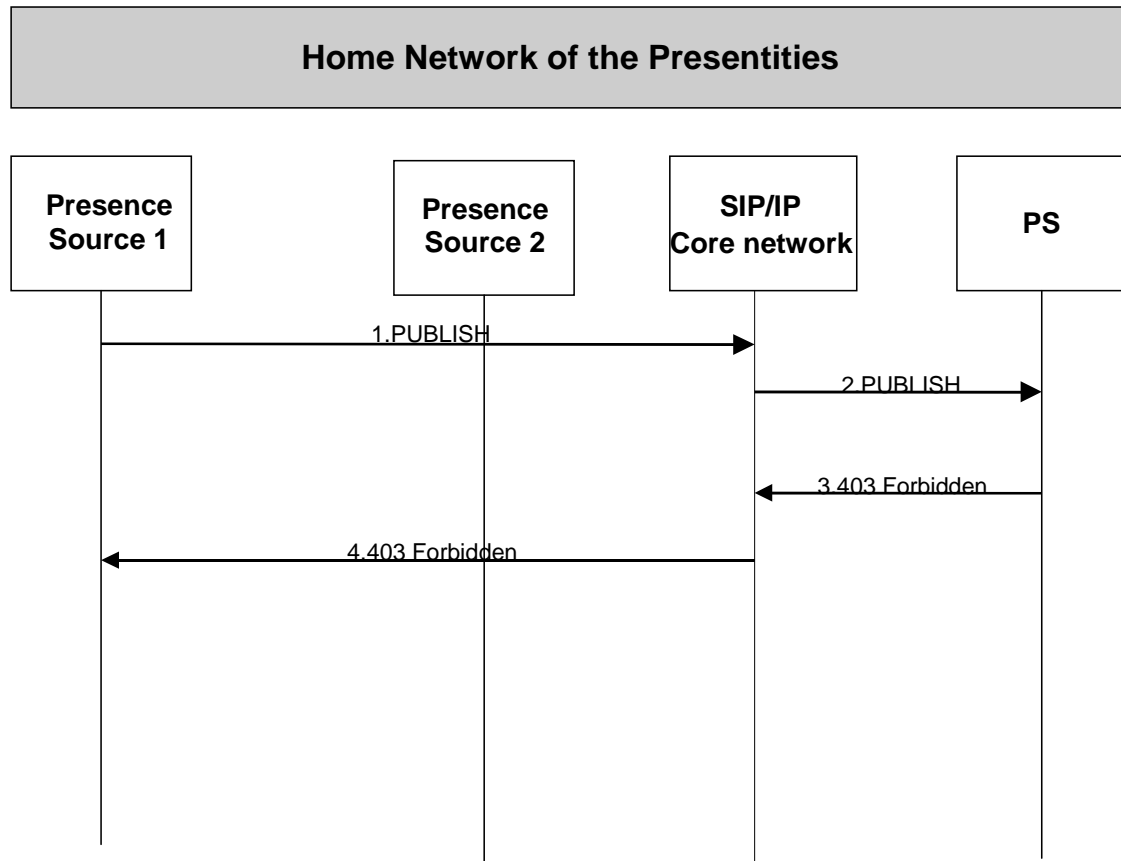 Home Network of the Presentities
Presence
Source 1
Presence
Source 2
SIP/IP
Core network
PS
1.PUBLISH
2.PUBLISH
3.403 Forbidden
4.403 Forbidden